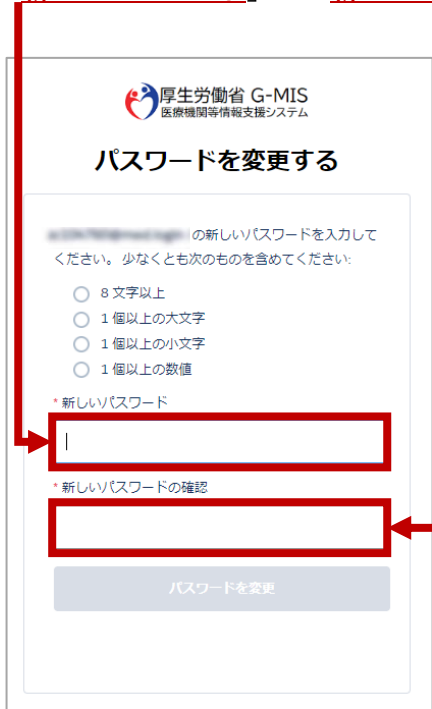 厚生労働省 G-MIS
医療機関等情報支援システム
パスワードを変更する
の新しいパスワードを入力して
ください。少なくとも次のものを含めてください:
8 文字以上
1 個以上の大文字
1 個以上の小文字
1 個以上の数値
* 新しいパスワード
* 新しいパスワードの確認
パスワードを変更